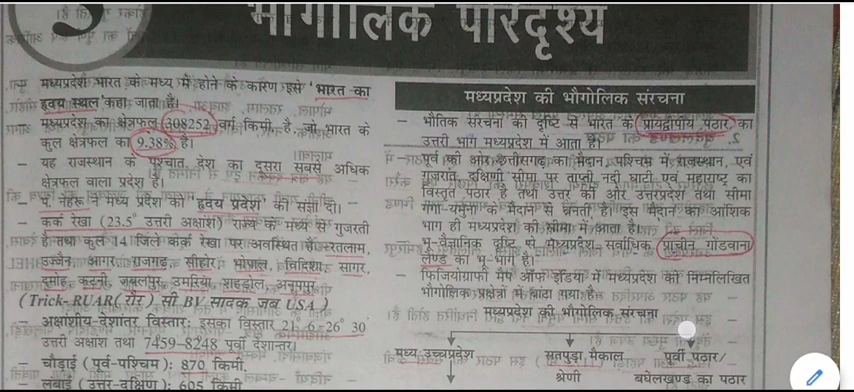 भौगोलिक परिदृश्य
मध्यप्रदेश भारत के मध्य में होने के कारण इसे 'भारत का
हृदय स्थल' कहा जाता है।
मध्यप्रदेश का क्षेत्रफल 308252 वर्ग किमी है जो भारत के
कुल क्षेत्रफल का 9.38% है।
– यह राजस्थान के पश्चात देश का दूसरा सबसे अधिक
क्षेत्रफल वाला प्रदेश है।
– पं. नेहरू ने मध्य प्रदेश को हृदय प्रदेश की संज्ञा दी।
– कर्क रेखा (23.5° उत्तरी अक्षांश) राज्य के मध्य से गुजरती
है तथा कुल 14 जिले कर्क रेखा पर अवस्थित है रतलाम,
उज्जैन आगर, राजगढ़, सीहोर भोपाल, विदिशा, सागर,
दमोह कटनी जबलपुर उमरिया शहडोल, अनूपपुर
(Trick- RUAR( रोर ) सी BV सादक जब USA )
– अक्षांशीय-देशांतर विस्तार: इसका विस्तार 21° 6-26° 30
उत्तरी अक्षांश तथा 7459–8248 पूर्वी देशान्तर।
– चौड़ाई (पूर्व-पश्चिम): 870 किमी.
– लंबाई (उत्तर-दक्षिण): 605 किमी
मध्यप्रदेश की भौगोलिक संरचना
– भौतिक संरचना की दृष्टि से भारत के प्रायद्वीपीय पठार का
उत्तरी भाग मध्यप्रदेश में आता है।
– पूर्व की ओर छत्तीसगढ़ का मैदान पश्चिम में राजस्थान, एवं
गुजरात, दक्षिणी सीमा पर ताप्ती नदी घाटी एवं महाराष्ट्र का
विस्तृत पठार है तथा उत्तर की ओर उत्तरप्रदेश तथा सीमा
गंगा-यमुना के मैदान से बनती है। इस मैदान का आंशिक
भाग ही मध्यप्रदेश की सीमा में आता है।
– भू-वैज्ञानिक दृष्टि से मध्यप्रदेश सर्वाधिक प्राचीन गोंडवाना
लैण्ड का भू-भाग है।
– फिजियोग्राफी मैप ऑफ इंडिया में मध्यप्रदेश को निम्नलिखित
भौगोलिक प्रक्षेत्रों में बांटा गया है –
मध्यप्रदेश की भौगोलिक संरचना
मध्य उच्चप्रदेश सतपुड़ा, मैकाल पूर्वी पठार/
श्रेणी बघेलखण्ड का पठार